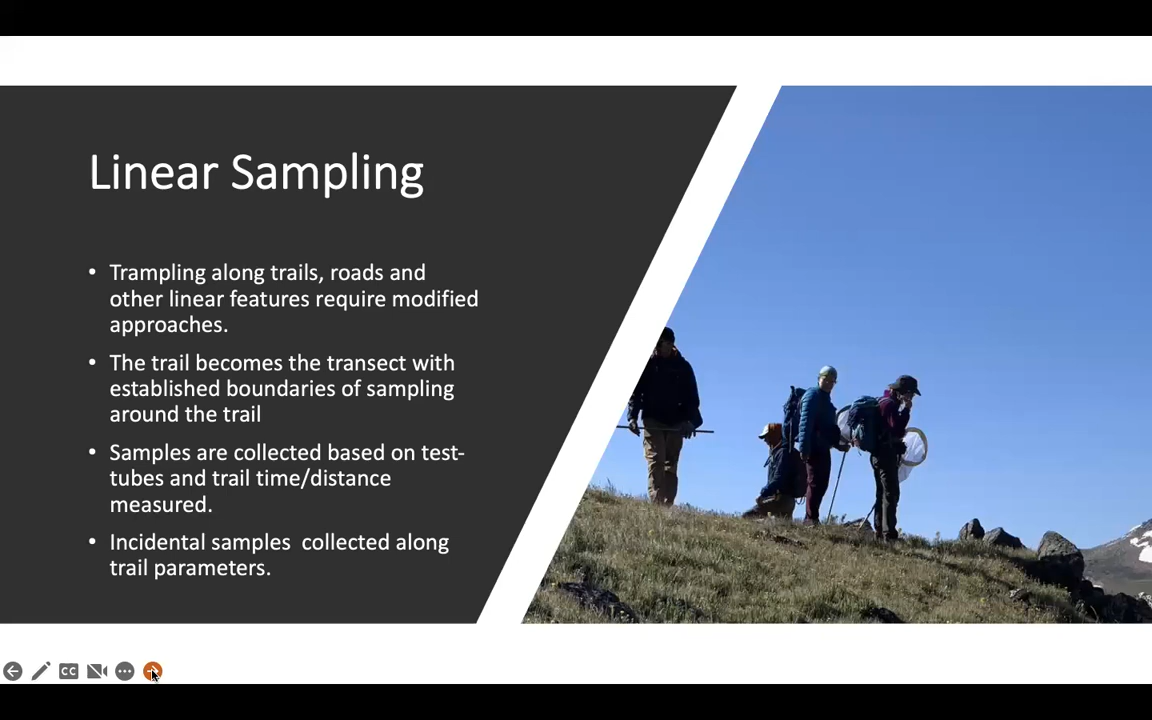 Linear Sampling
• Trampling along trails, roads and
other linear features require modified
approaches.
• The trail becomes the transect with
established boundaries of sampling
around the trail
• Samples are collected based on test-
tubes and trail time/distance
measured.
• Incidental samples  collected along
trail parameters.
CC